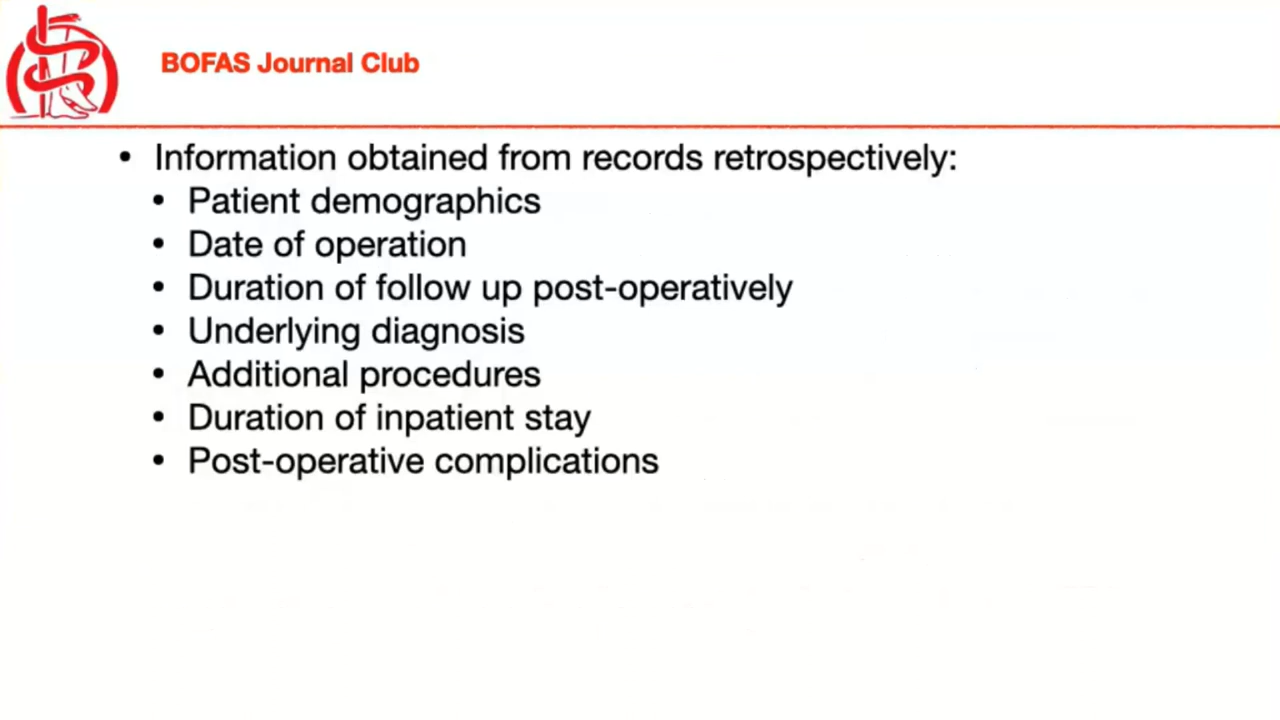 BOFAS Journal Club
• Information obtained from records retrospectively:
• Patient demographics
• Date of operation
• Duration of follow up post-operatively
• Underlying diagnosis
• Additional procedures
• Duration of inpatient stay
• Post-operative complications